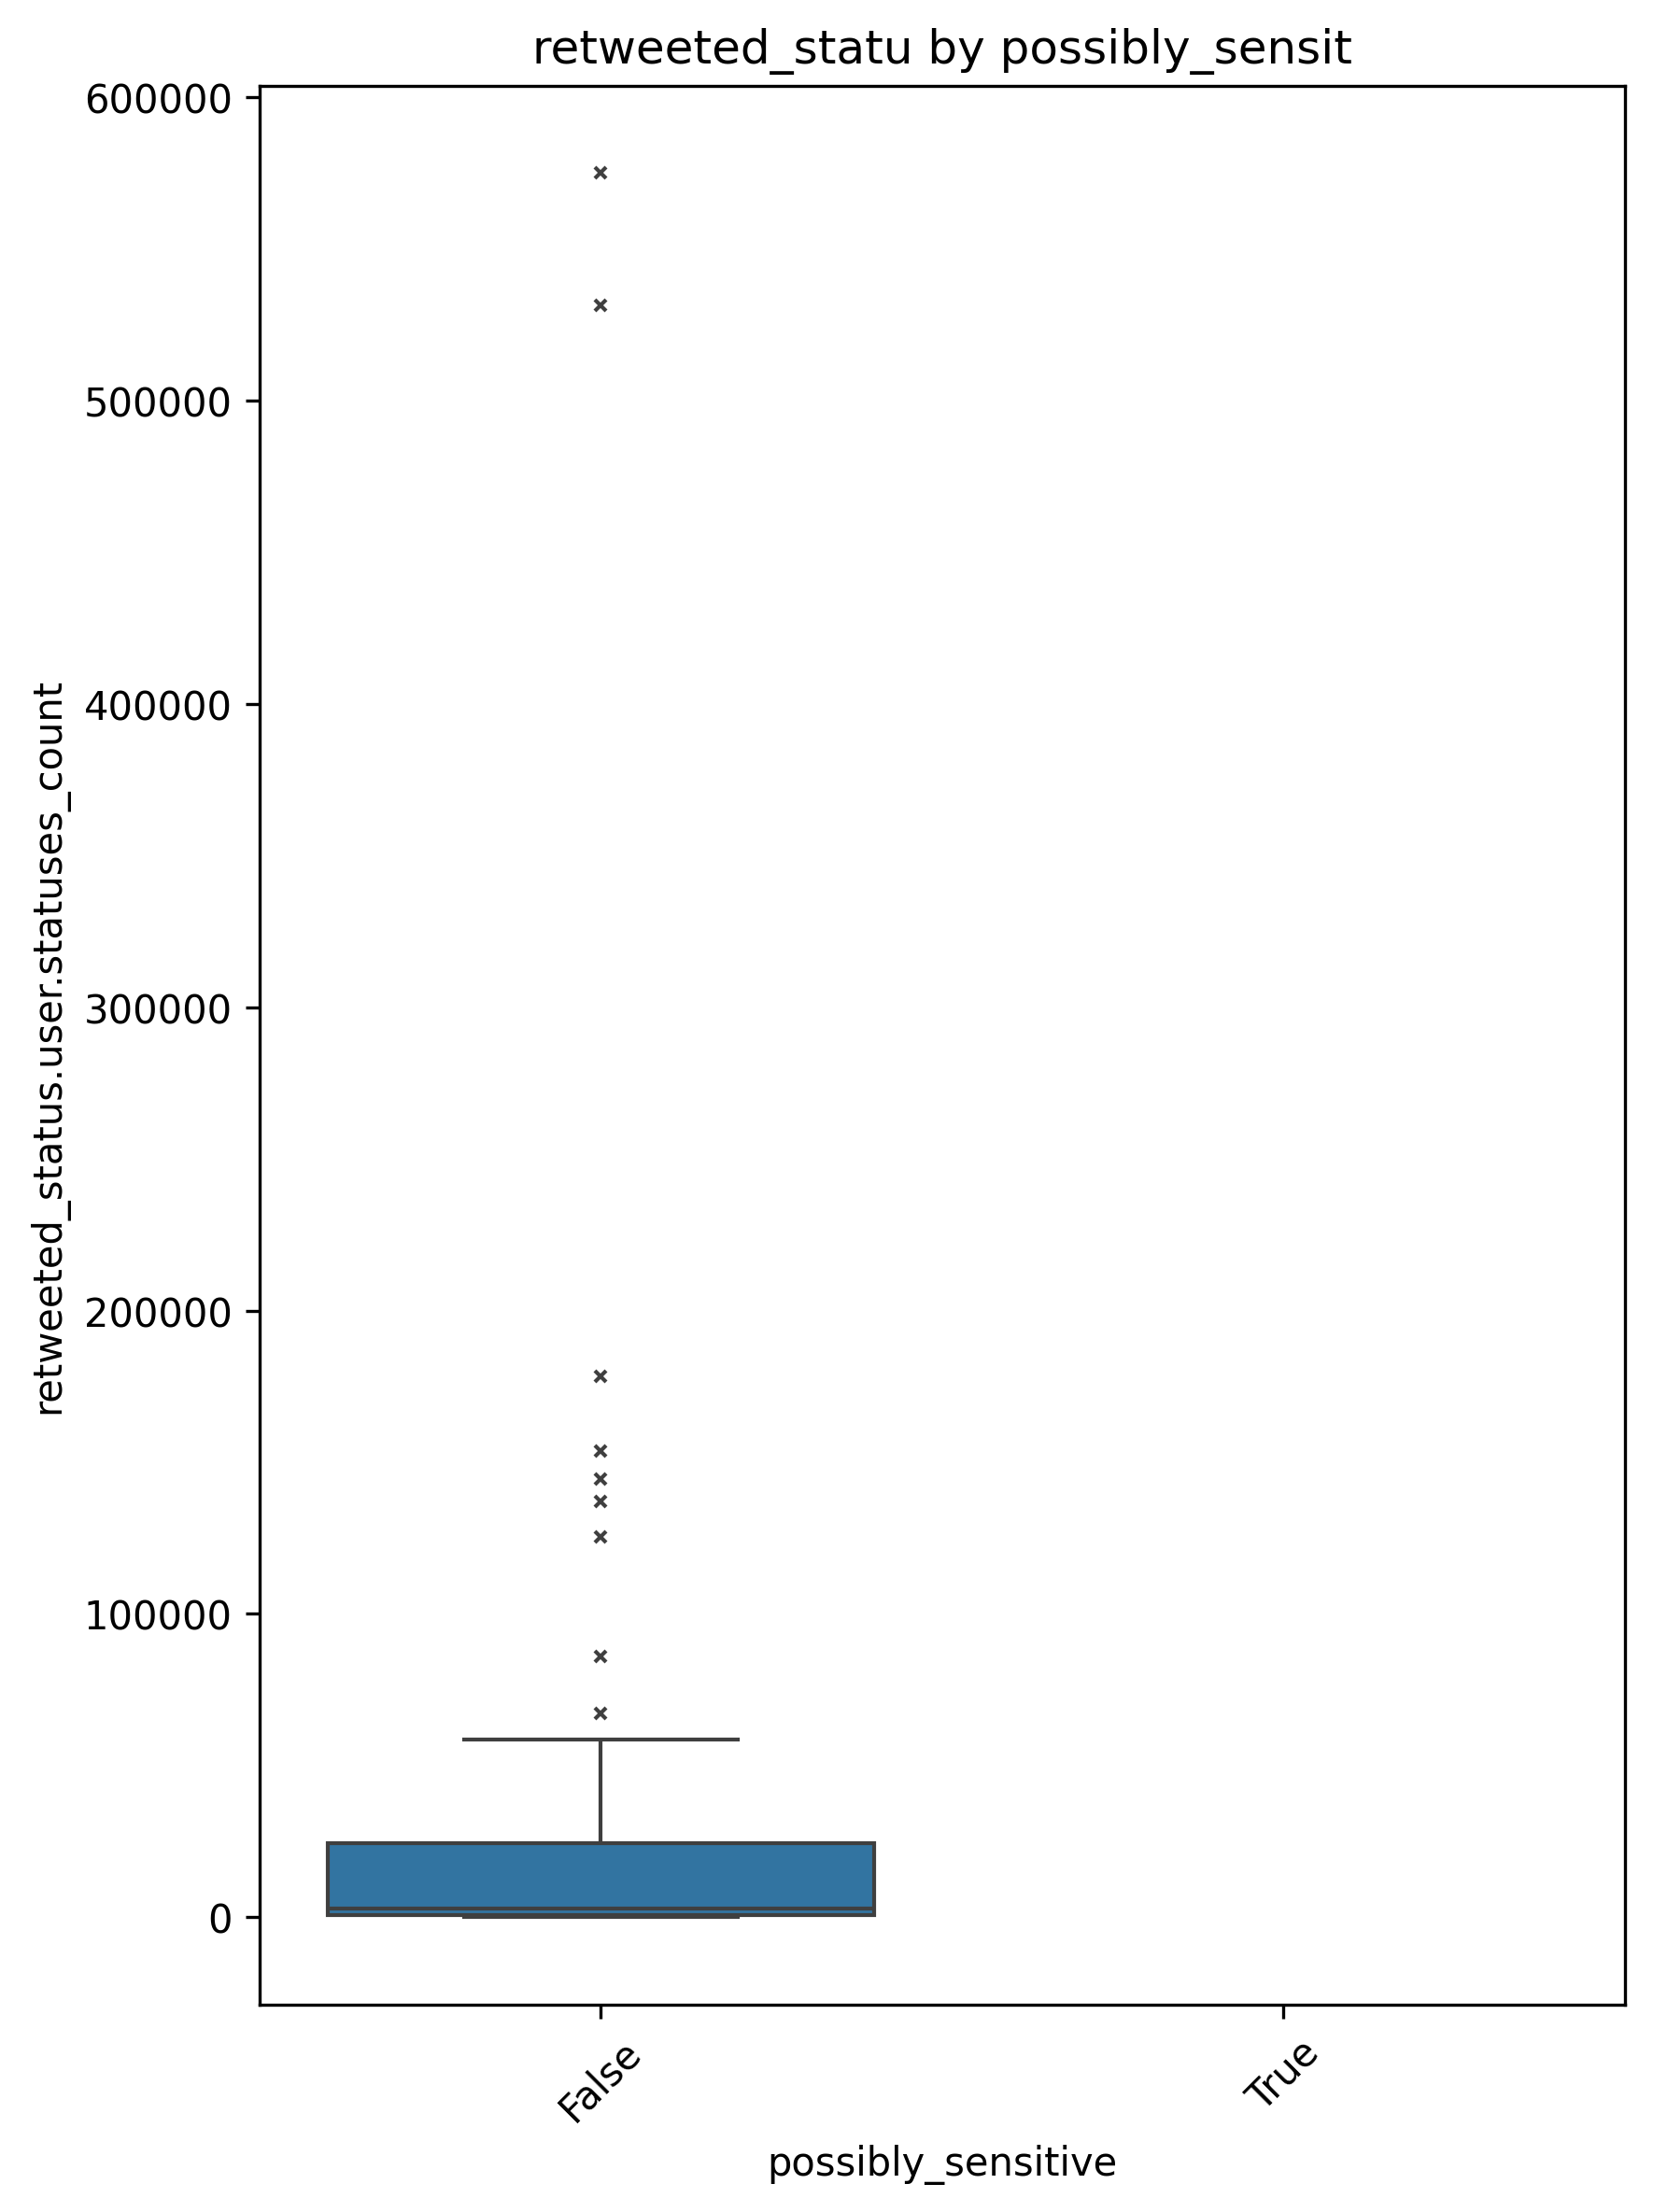 retweeted_statu by possibly_sensit
600000
500000
400000
300000
200000
100000
0
retweeted_status.user.statuses_count
False
True
possibly_sensitive